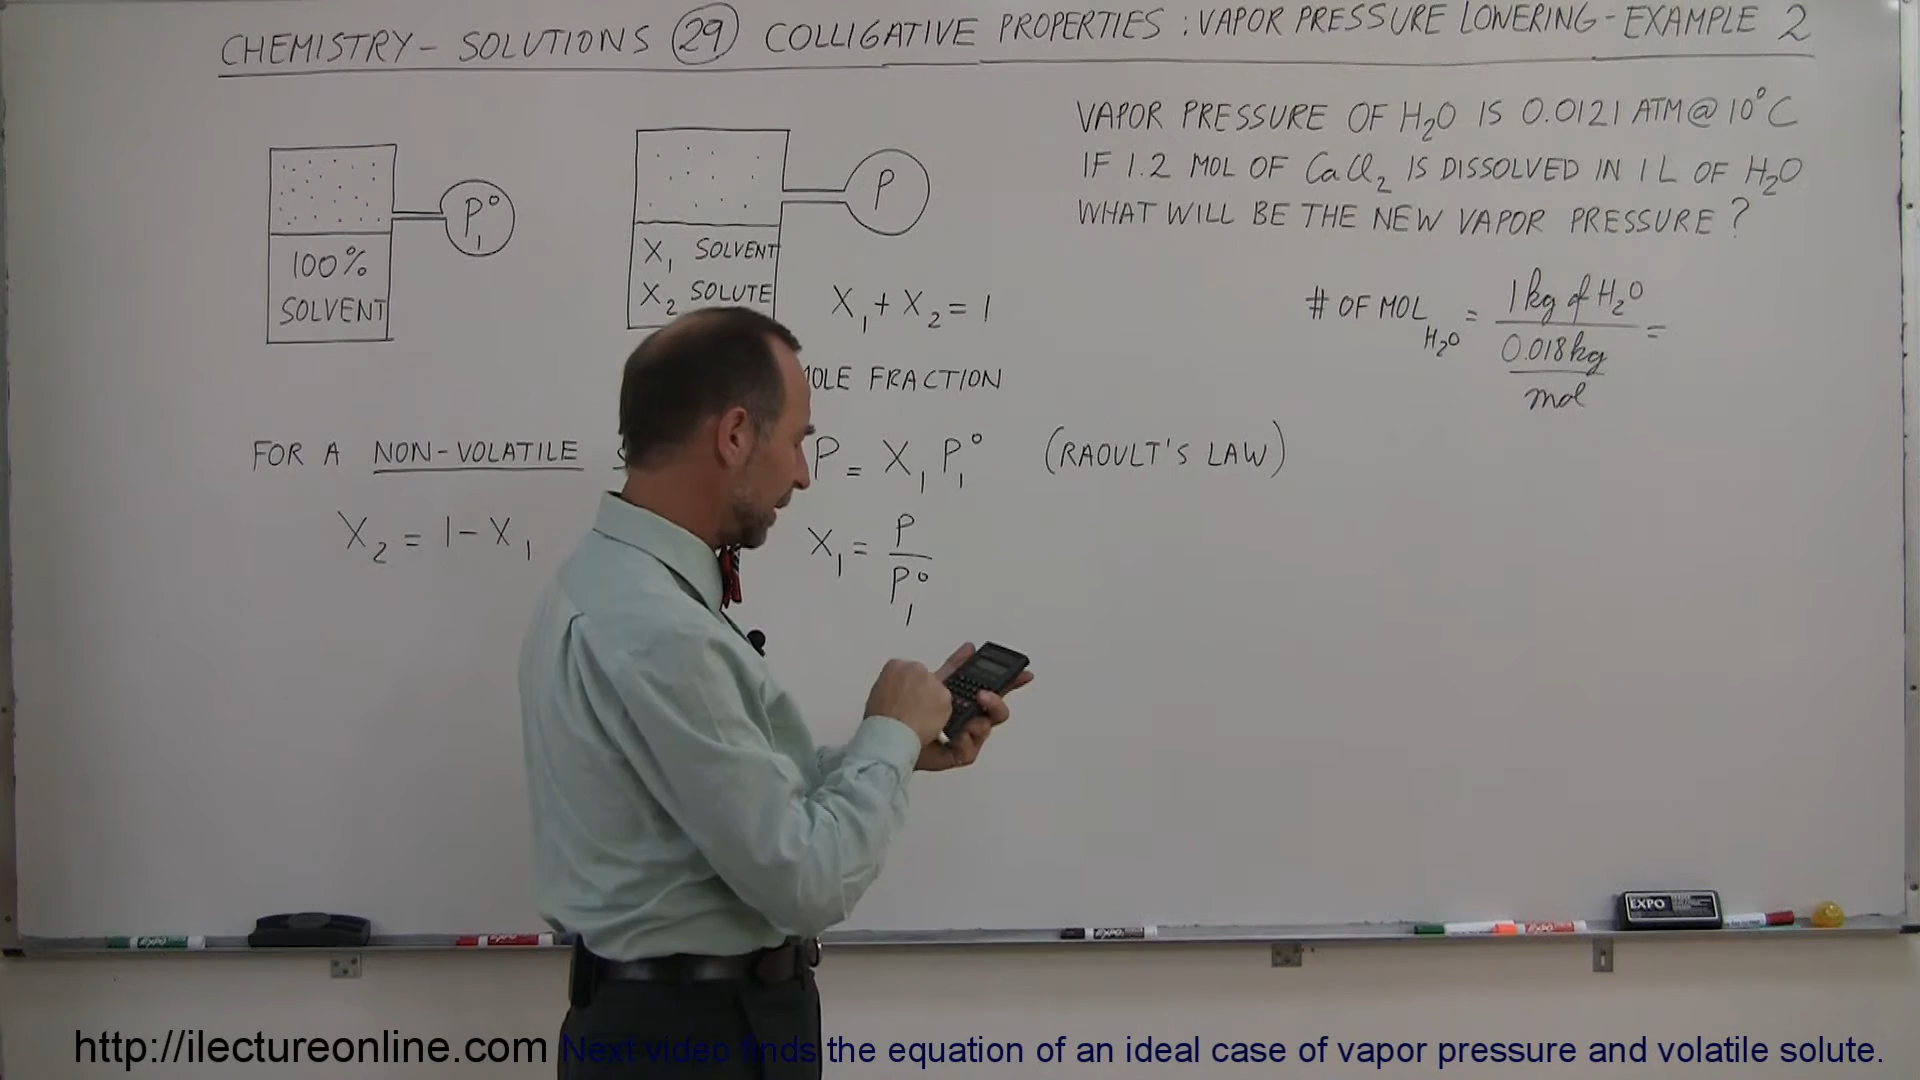 CHEMISTRY- SOLUTIONS 29 COLLIGATIVE PROPERTIES : VAPOR PRESSURE LOWERING - EXAMPLE 2
VAPOR PRESSURE OF H₂O IS 0.0121 ATM @ 10°C
IF 1.2 MOL OF CaCl₂ IS DISSOLVED IN 1 L OF H₂O
WHAT WILL BE THE NEW VAPOR PRESSURE ?
P₁°
100%
SOLVENT
P
X₁ SOLVENT
X₂ SOLUTE
X₁ + X₂ = 1
FRACTION
# OF MOL H₂O = 1 kg of H₂O =
0.018 kg
mol
FOR A NON-VOLATILE
P = X₁ P₁° (RAOULT'S LAW)
X₂ = 1 - X₁
X₁ = P
P₁°
EXPO
EXPO
http://ilectureonline.com Next video finds the equation of an ideal case of vapor pressure and volatile solute.